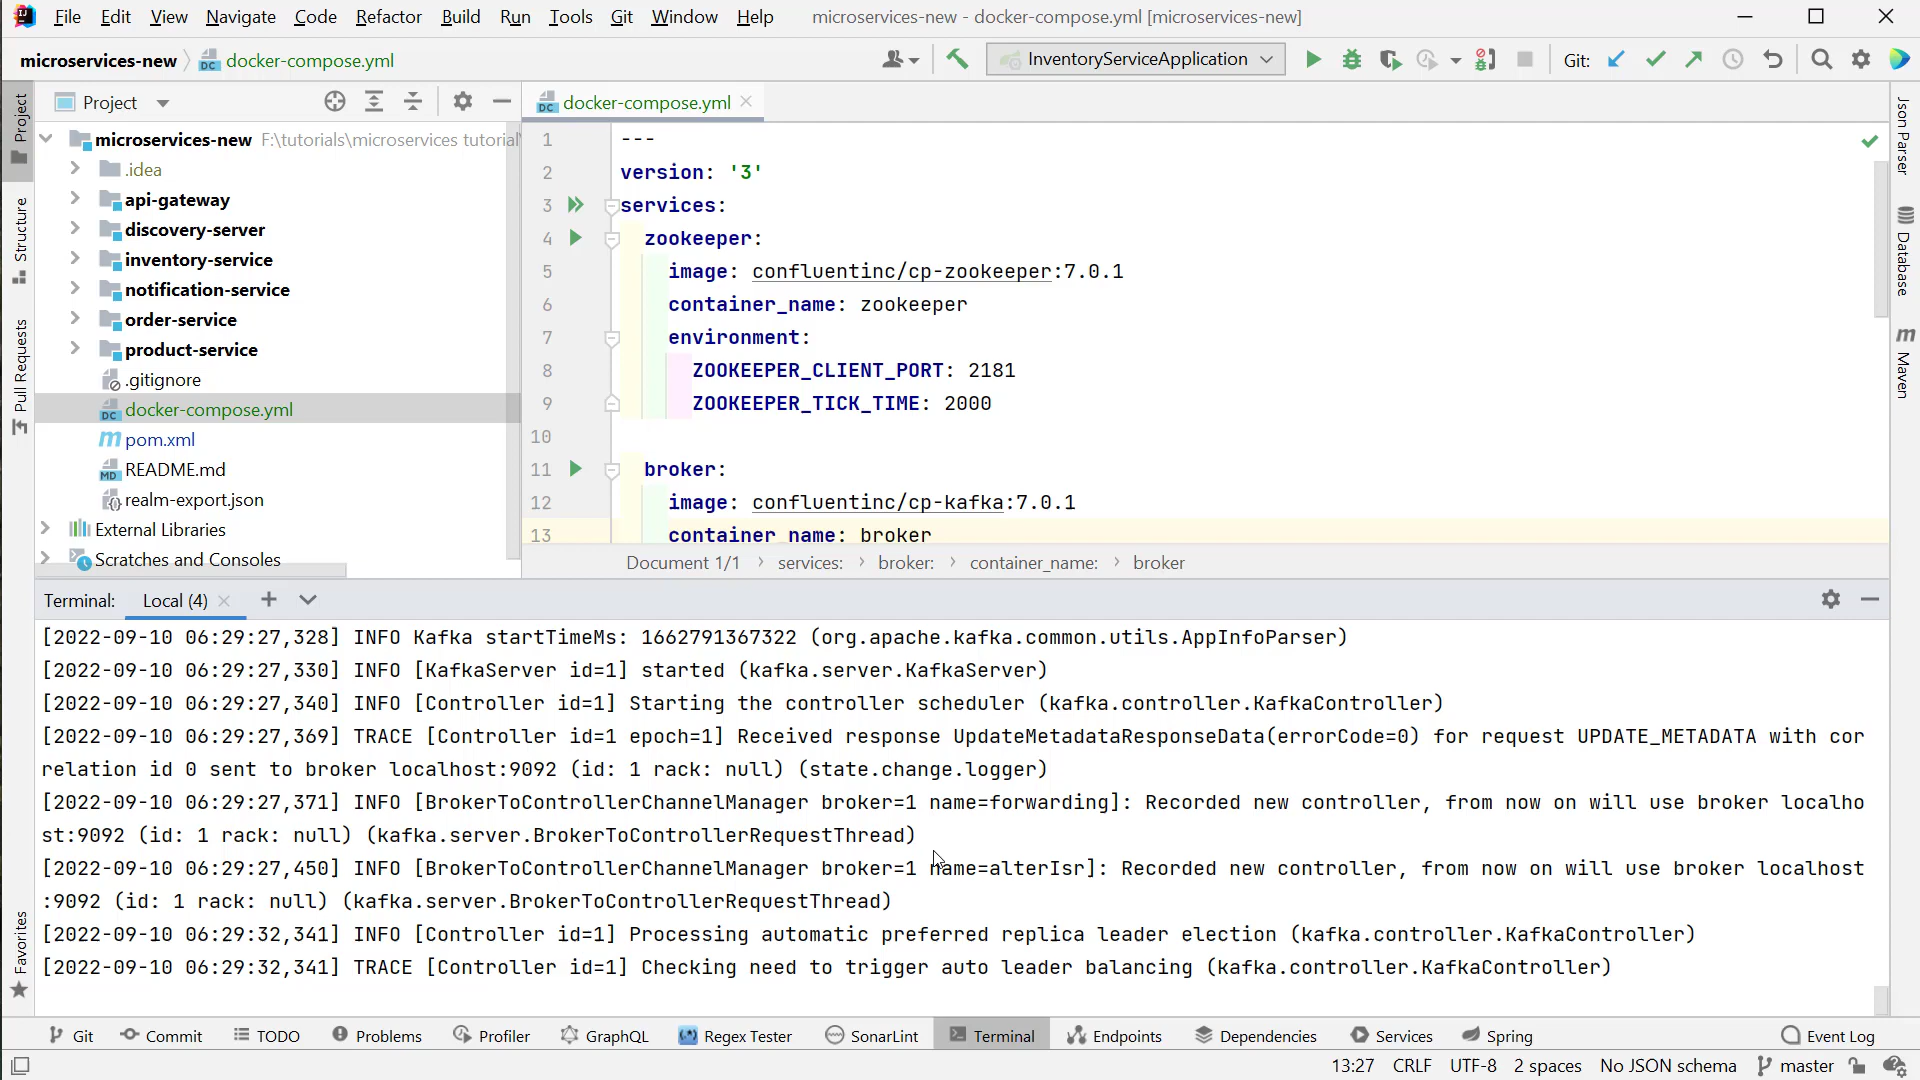 File Edit View Navigate Code Refactor Build Run Tools Git Window Help microservices-new - docker-compose.yml [microservices-new]
microservices-new docker-compose.yml InventoryServiceApplication Git:
Project
docker-compose.yml
microservices-new F:\tutorials\microservices tutorial
.idea
api-gateway
discovery-server
inventory-service
notification-service
order-service
product-service
.gitignore
docker-compose.yml
pom.xml
README.md
realm-export.json
External Libraries
Scratches and Consoles
1 ---
2 version: '3'
3 services:
4 zookeeper:
5 image: confluentinc/cp-zookeeper:7.0.1
6 container_name: zookeeper
7 environment:
8 ZOOKEEPER_CLIENT_PORT: 2181
9 ZOOKEEPER_TICK_TIME: 2000
10
11 broker:
12 image: confluentinc/cp-kafka:7.0.1
13 container_name: broker
Document 1/1 services: broker: container_name: broker
Project
Structure
Pull Requests
Favorites
Json Parser
Database
Maven
Terminal: Local (4)
[2022-09-10 06:29:27,328] INFO Kafka startTimeMs: 1662791367322 (org.apache.kafka.common.utils.AppInfoParser)
[2022-09-10 06:29:27,330] INFO [KafkaServer id=1] started (kafka.server.KafkaServer)
[2022-09-10 06:29:27,340] INFO [Controller id=1] Starting the controller scheduler (kafka.controller.KafkaController)
[2022-09-10 06:29:27,369] TRACE [Controller id=1 epoch=1] Received response UpdateMetadataResponseData(errorCode=0) for request UPDATE_METADATA with cor
relation id 0 sent to broker localhost:9092 (id: 1 rack: null) (state.change.logger)
[2022-09-10 06:29:27,371] INFO [BrokerToControllerChannelManager broker=1 name=forwarding]: Recorded new controller, from now on will use broker localho
st:9092 (id: 1 rack: null) (kafka.server.BrokerToControllerRequestThread)
[2022-09-10 06:29:27,450] INFO [BrokerToControllerChannelManager broker=1 name=alterIsr]: Recorded new controller, from now on will use broker localhost
:9092 (id: 1 rack: null) (kafka.server.BrokerToControllerRequestThread)
[2022-09-10 06:29:32,341] INFO [Controller id=1] Processing automatic preferred replica leader election (kafka.controller.KafkaController)
[2022-09-10 06:29:32,341] TRACE [Controller id=1] Checking need to trigger auto leader balancing (kafka.controller.KafkaController)
Git Commit TODO Problems Profiler GraphQL Regex Tester SonarLint Terminal Endpoints Dependencies Services Spring Event Log
13:27 CRLF UTF-8 2 spaces No JSON schema master